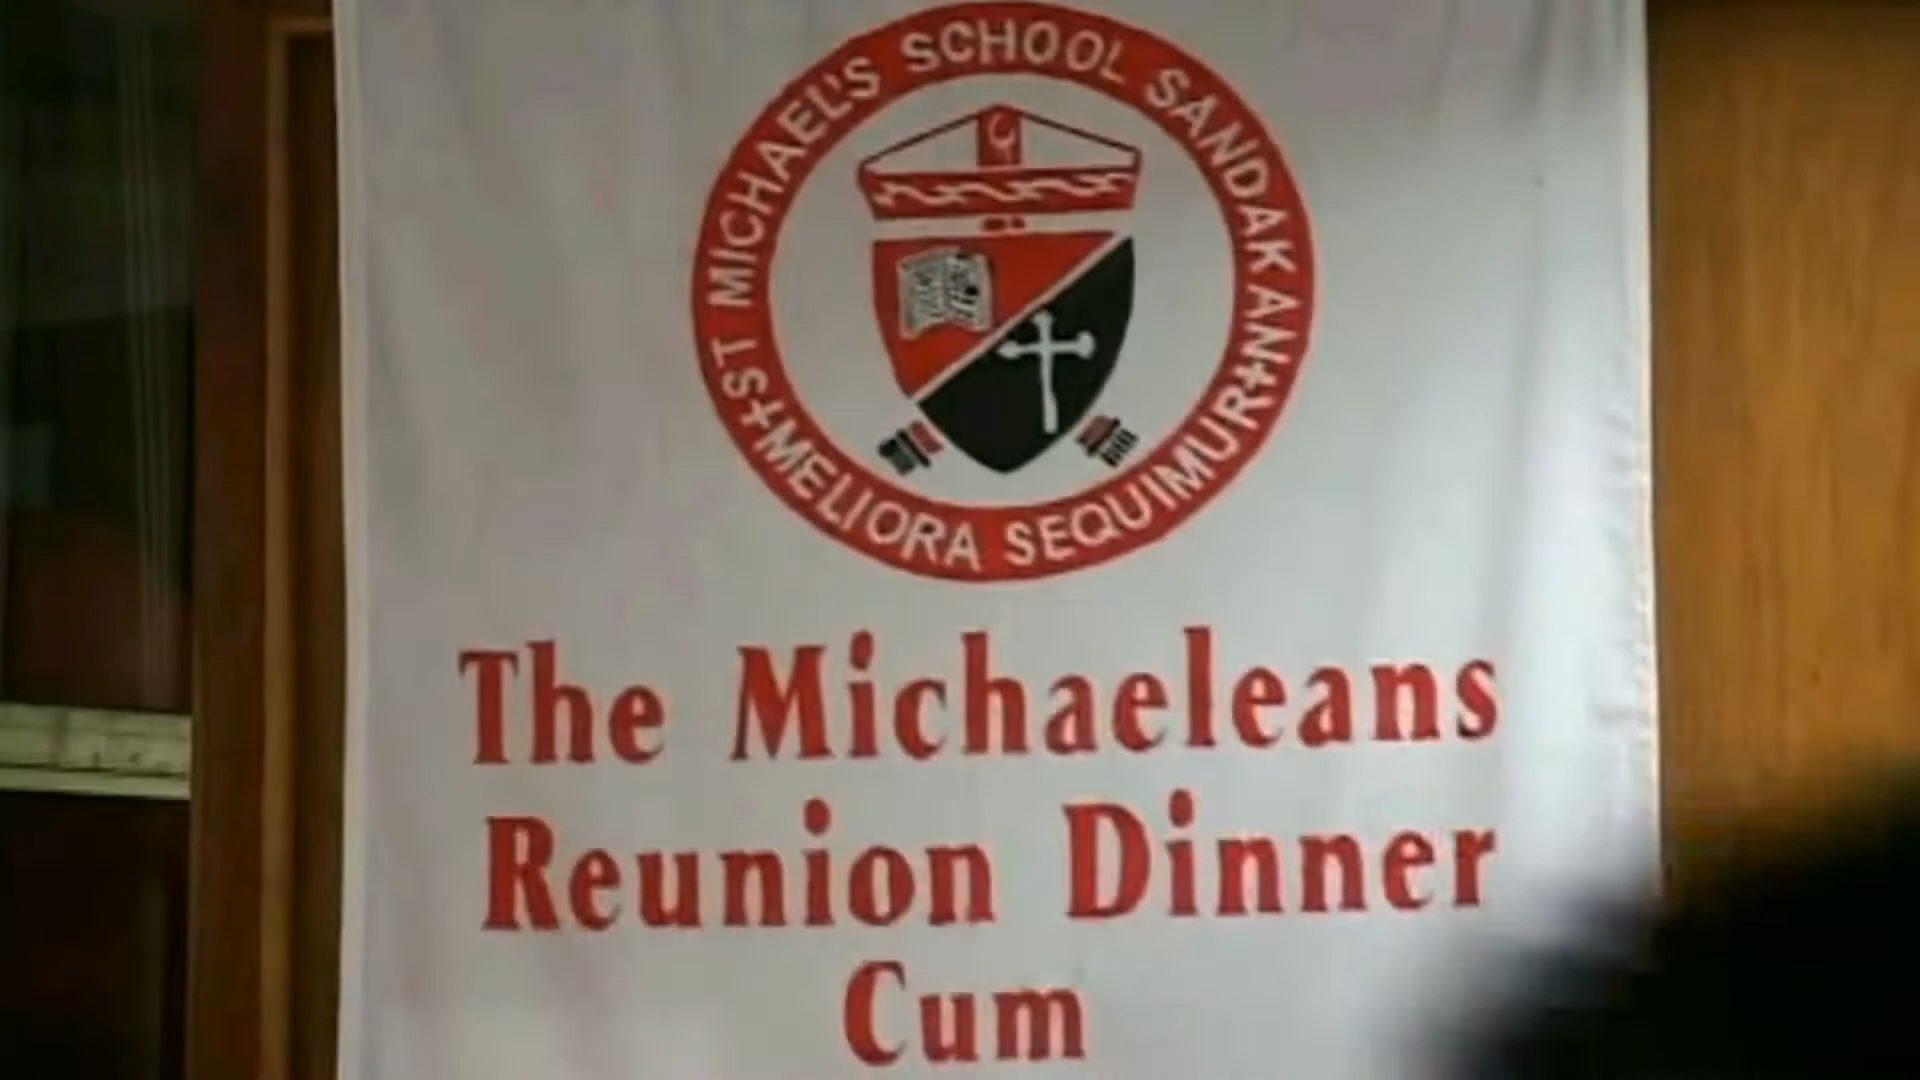 ST MICHAEL'S SCHOOL SANDAKAN
MELIORA SEQUIMUR
The Michaeleans
Reunion Dinner
Cum